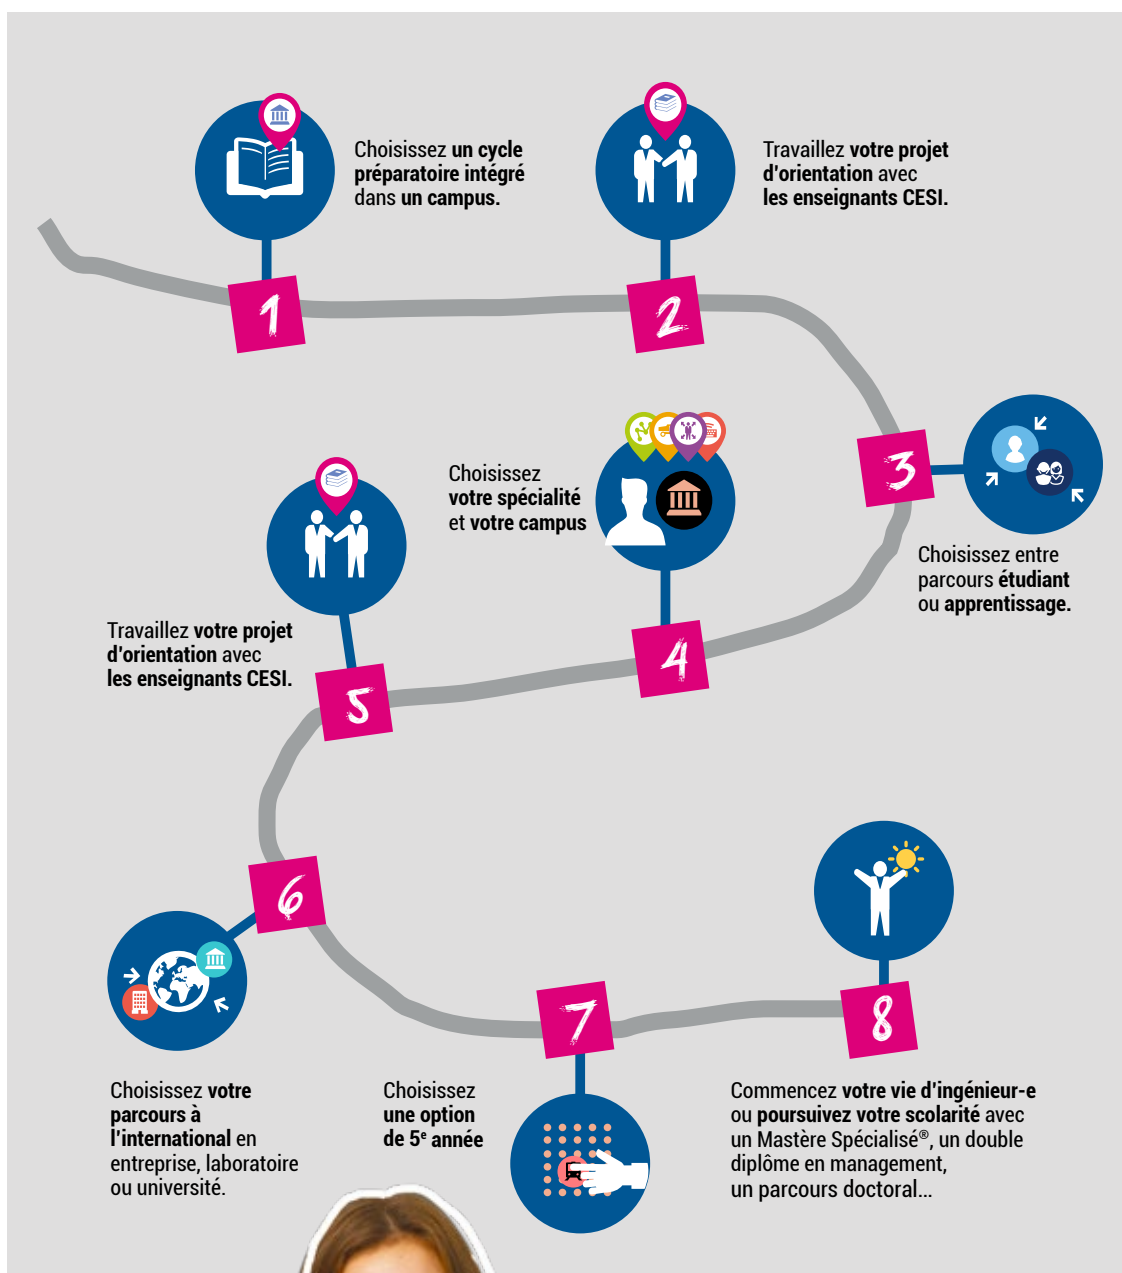 1
Choisissez un cycle
préparatoire intégré
dans un campus.
2
Travaillez votre projet
d'orientation avec
les enseignants CESI.
3
Choisissez entre
parcours étudiant
ou apprentissage.
4
Choisissez
votre spécialité
et votre campus
5
Travaillez votre projet
d'orientation avec
les enseignants CESI.
6
Choisissez votre
parcours à
l'international en
entreprise, laboratoire
ou université.
7
Choisissez
une option
de 5e année
8
Commencez votre vie d'ingénieur-e
ou poursuivez votre scolarité avec
un Mastère Spécialisé®, un double
diplôme en management,
un parcours doctoral...